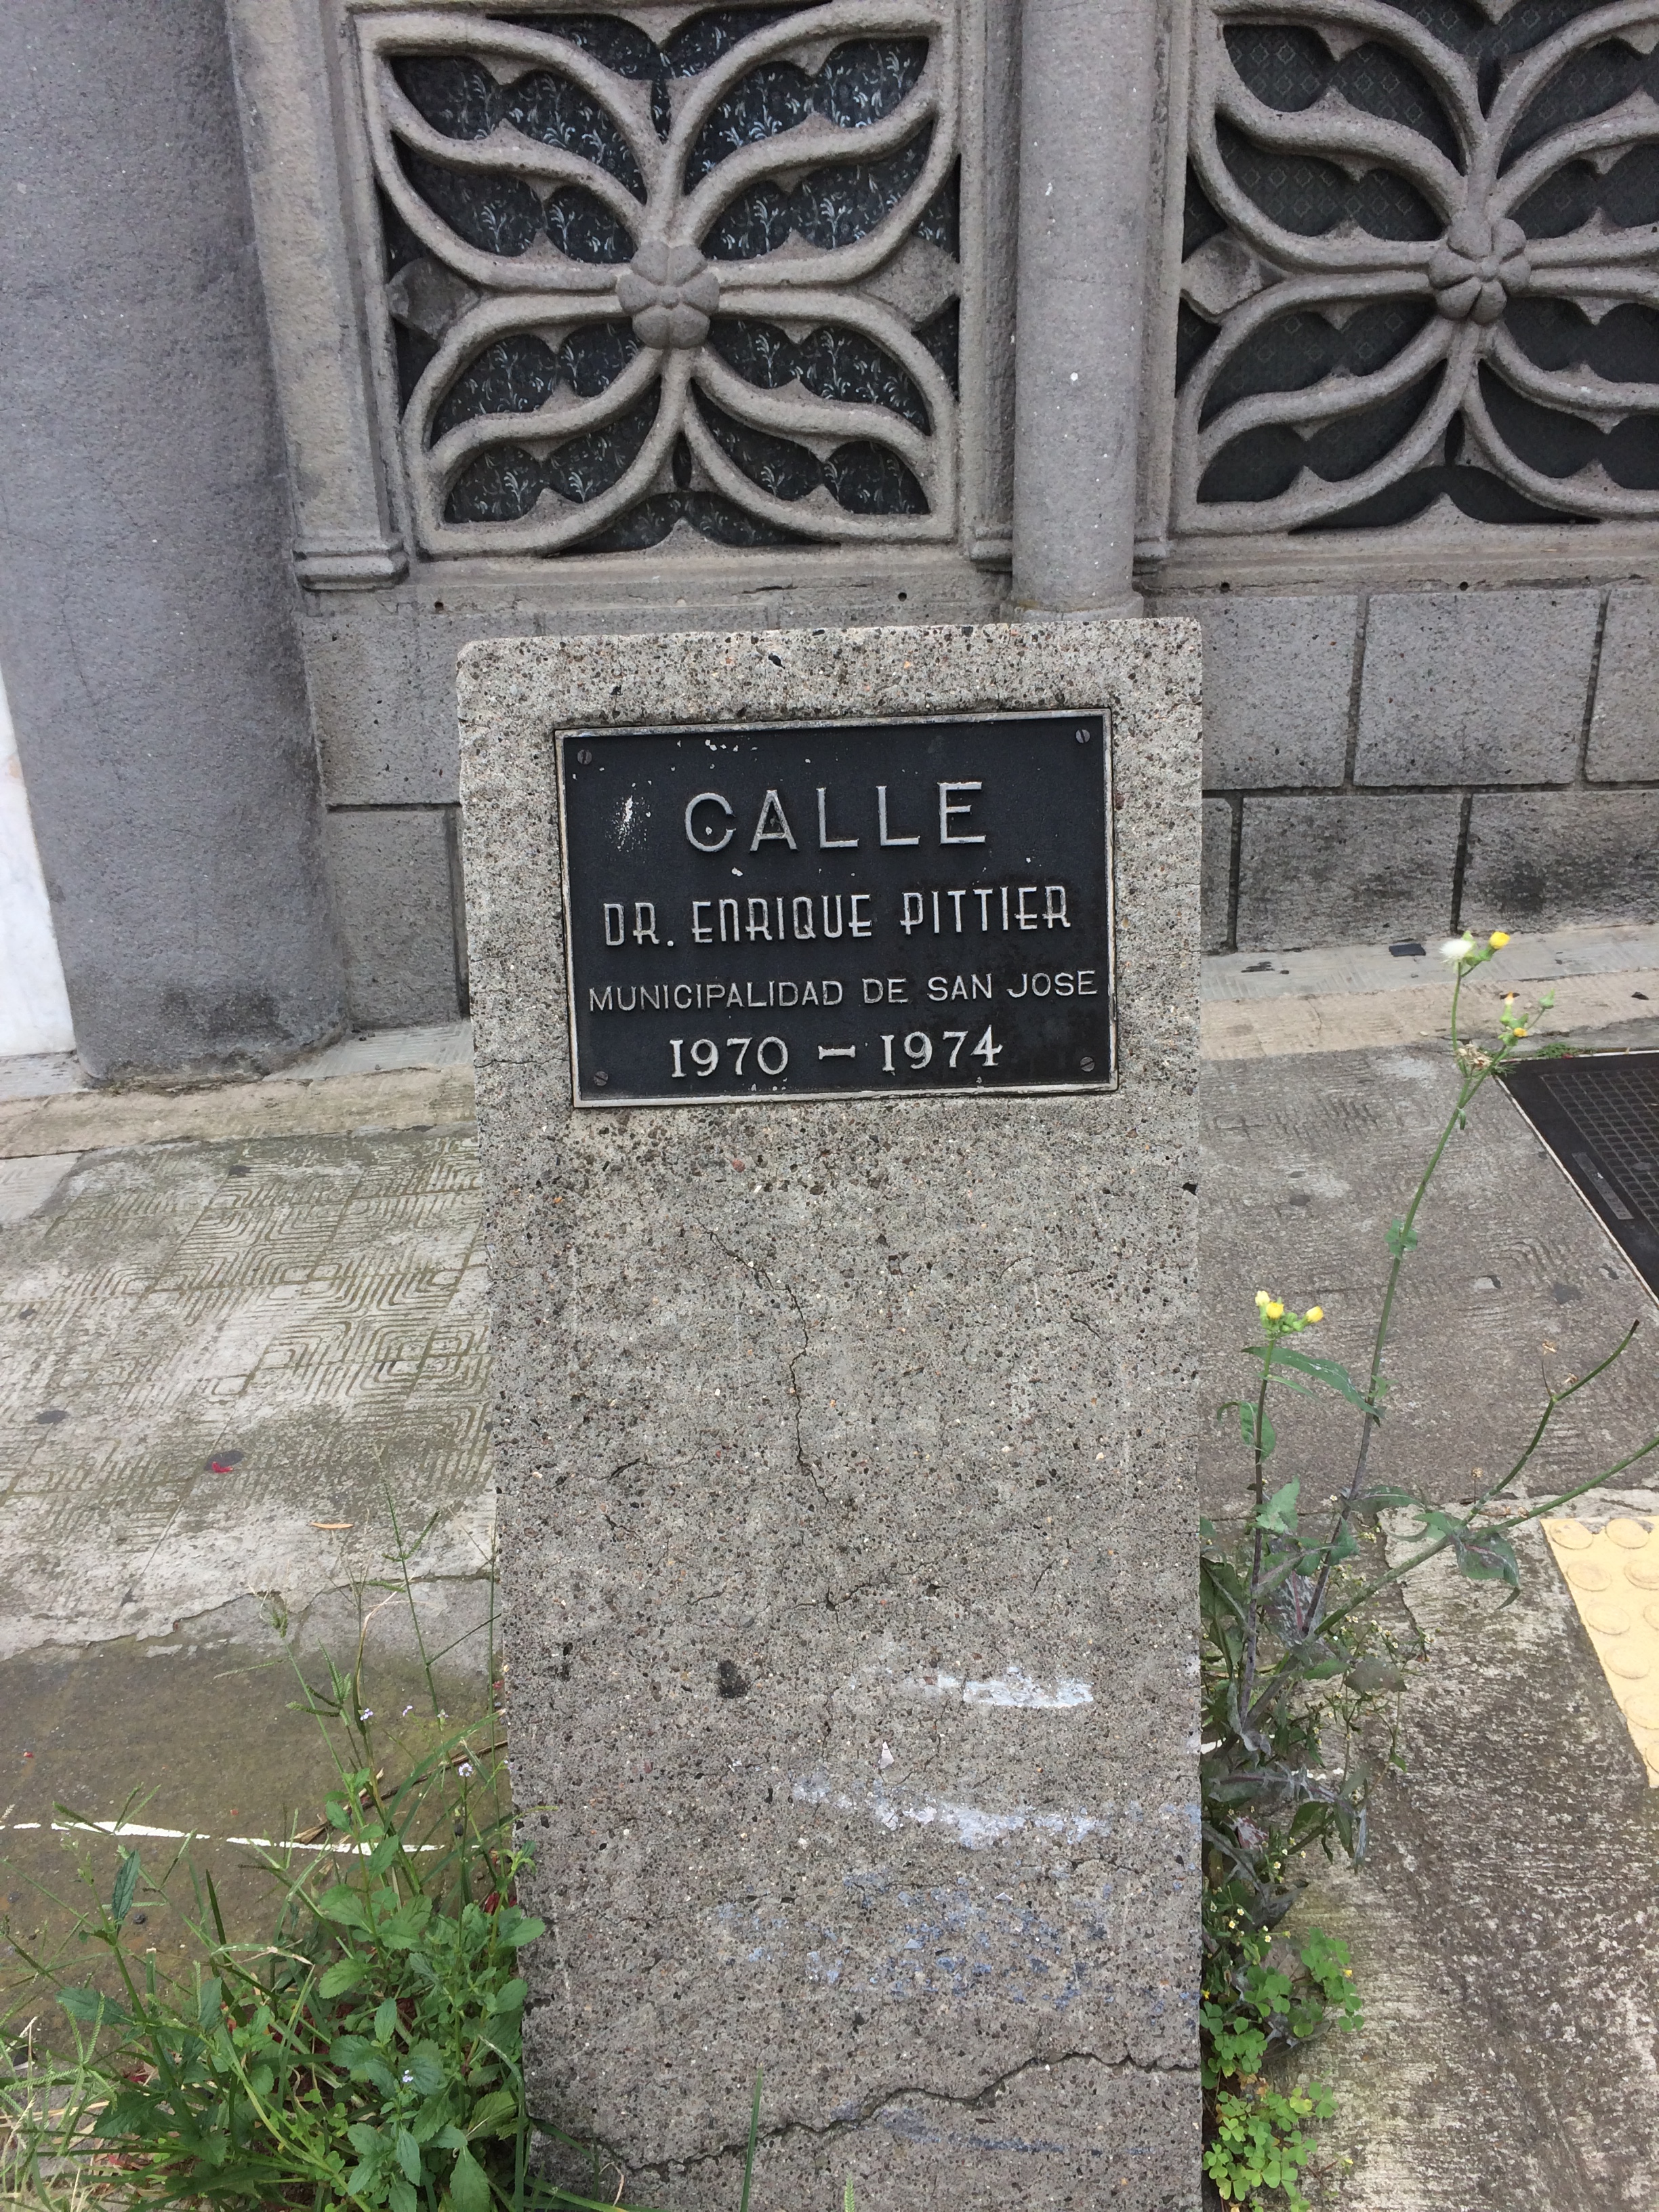 CALLE
DR. ENRIQUE PITTIER
MUNICIPALIDAD DE SAN JOSE
1970 - 1974